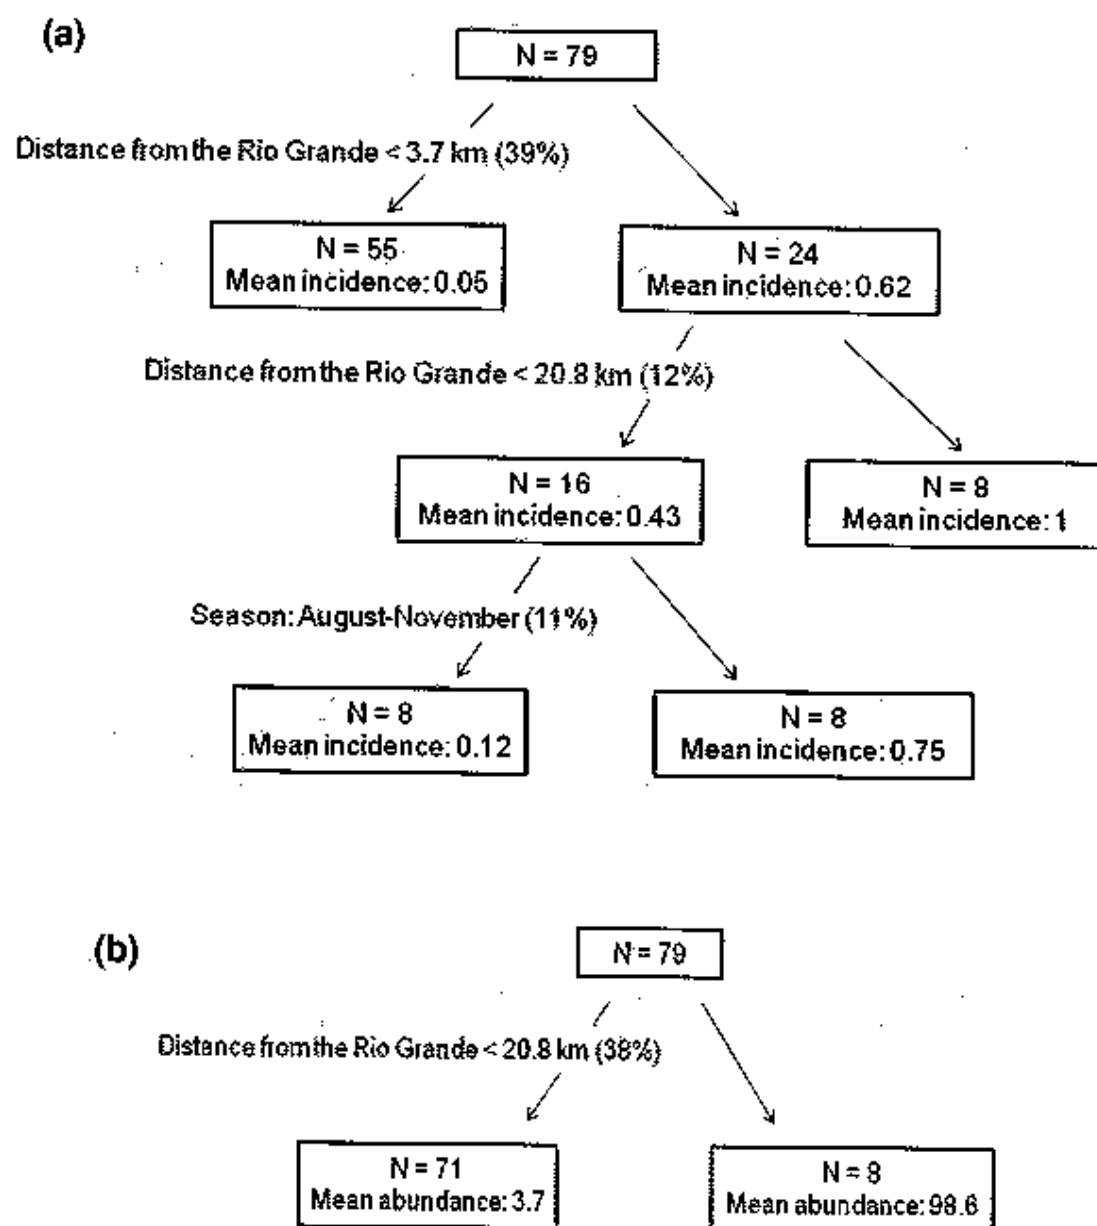 (a)
N = 79
Distance from the Rio Grande < 3.7 km (39%)
N = 55
Mean incidence: 0.05
N = 24
Mean incidence: 0.62
Distance from the Rio Grande < 20.8 km (12%)
N = 16
Mean incidence: 0.43
N = 8
Mean incidence: 1
Season: August-November (11%)
N = 8
Mean incidence: 0.12
N = 8
Mean incidence: 0.75
(b)
N = 79
Distance from the Rio Grande < 20.8 km (38%)
N = 71
Mean abundance: 3.7
N = 8
Mean abundance: 98.6